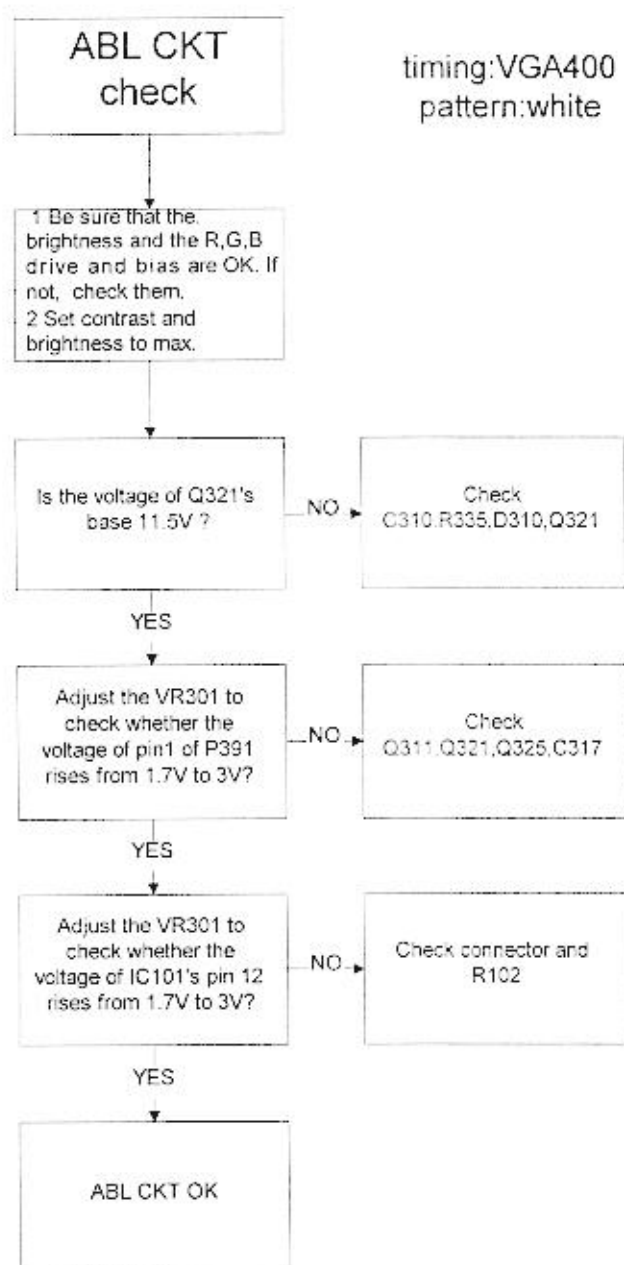 ABL CKT
check
timing:VGA400
pattern:white
1 Be sure that the.
brightness and the R,G,B
drive and bias are OK. If
not, check them.
2 Set contrast and
brightness to max.
Is the voltage of Q321's
base 11.5V ?
NO
Check
C310.R335,D310,Q321
YES
Adjust the VR301 to
check whether the
voltage of pin1 of P391
rises from 1.7V to 3V?
NO
Check
Q311.Q321,Q325,C317
YES
Adjust the VR301 to
check whether the
voltage of IC101's pin 12
rises from 1.7V to 3V?
NO
Check connector and
R102
YES
ABL CKT OK